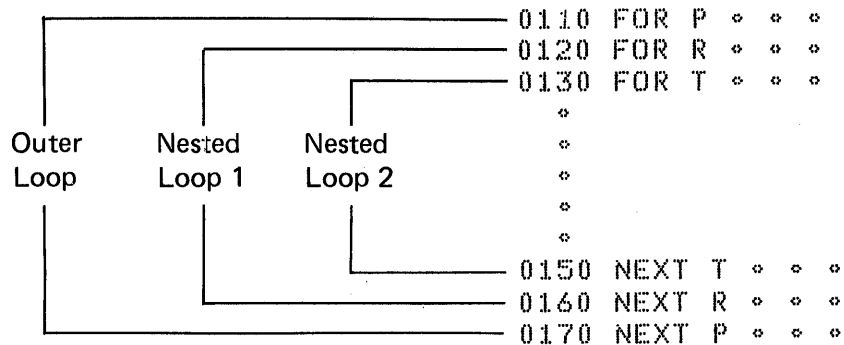 0110 FOR P . . .
0120 FOR R . . .
0130 FOR T . . .
.
Outer Nested Nested .
Loop Loop 1 Loop 2 .
.
.
0150 NEXT T . . .
0160 NEXT R . . .
0170 NEXT P . . .